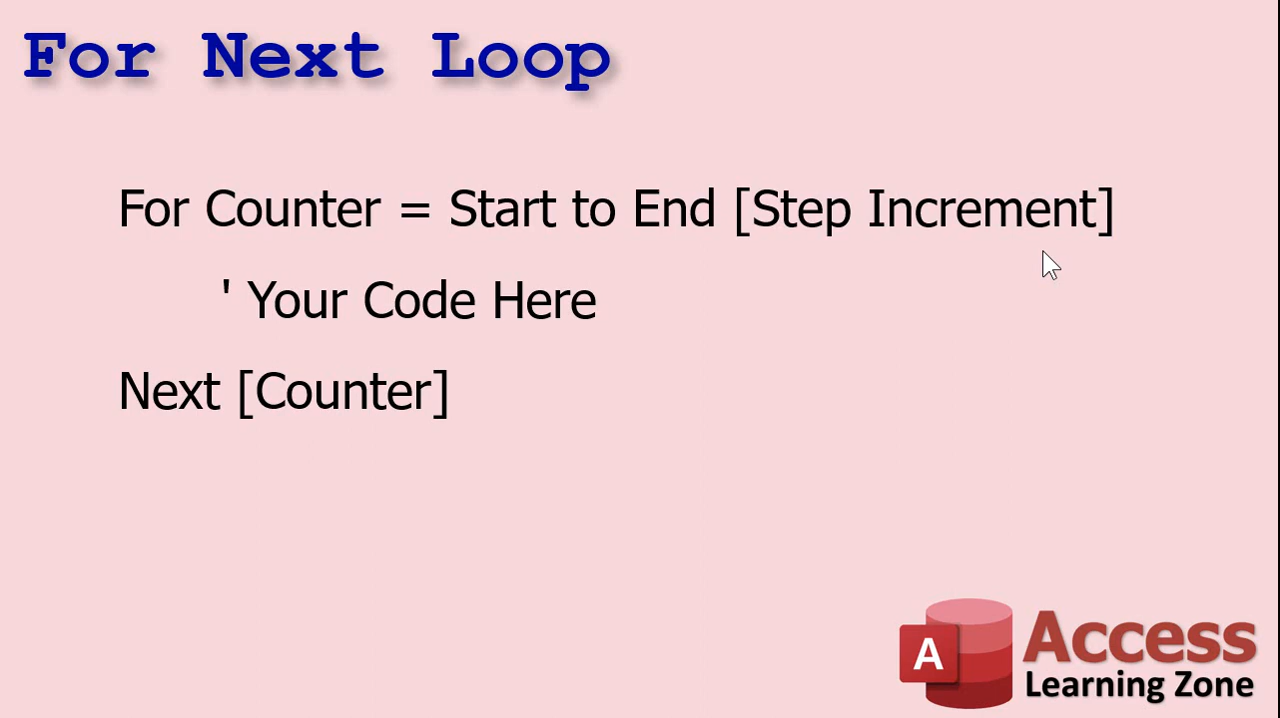 For Next Loop
For Counter = Start to End [Step Increment]
' Your Code Here
Next [Counter]
A
Access
Learning Zone